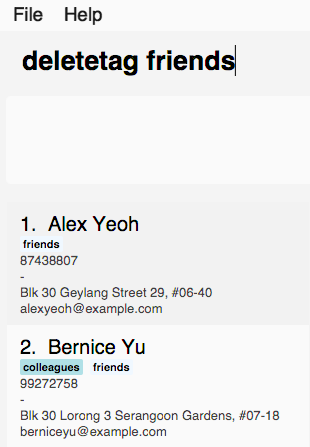 File Help
deletetag friends
1. Alex Yeoh
friends
87438807
-
Blk 30 Geylang Street 29, #06-40
alexyeoh@example.com
2. Bernice Yu
colleagues friends
99272758
-
Blk 30 Lorong 3 Serangoon Gardens, #07-18
berniceyu@example.com